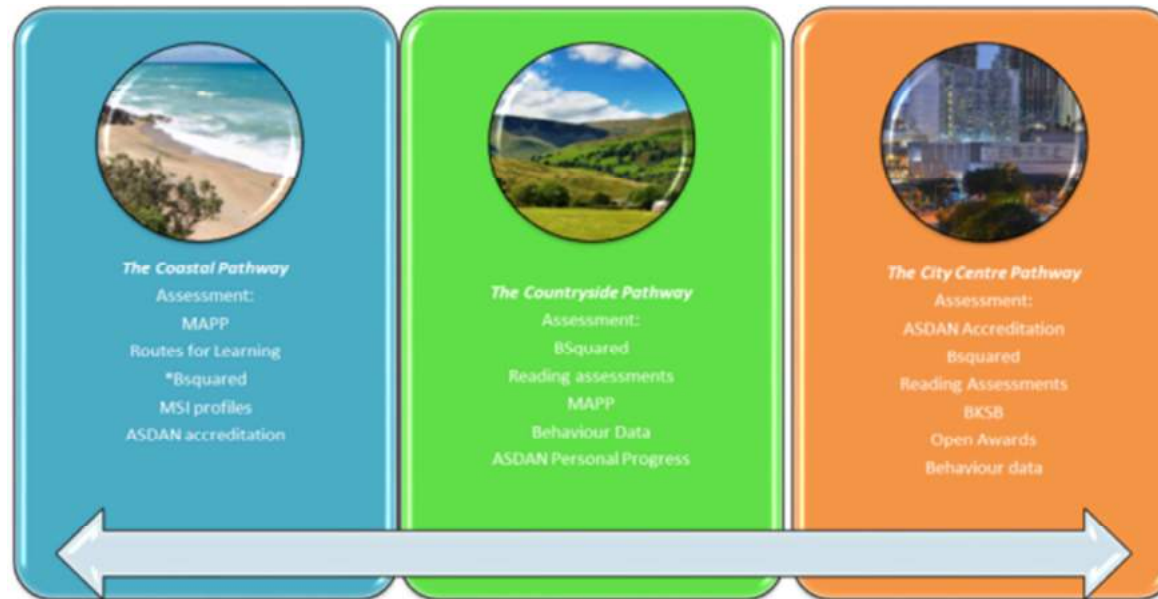 The Coastal Pathway
Assessment:
MAPP
Routes for Learning
*Bsquared
MSI profiles
ASDAN accreditation
The Countryside Pathway
Assessment:
BSquared
Reading assessments
MAPP
Behaviour Data
ASDAN Personal Progress
The City Centre Pathway
Assessment:
ASDAN Accreditation
Bsquared
Reading Assessments
BKSB
Open Awards
Behaviour data